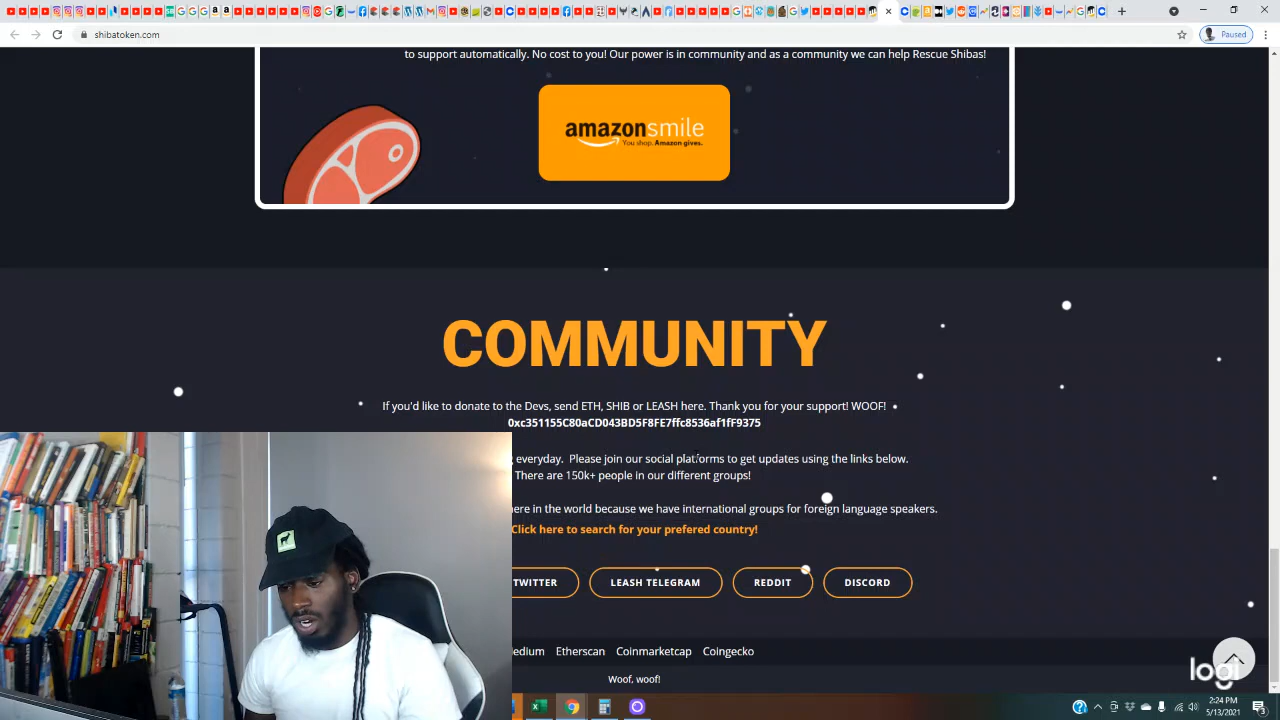 shibatoken.com
Paused
to support automatically. No cost to you! Our power is in community and as a community we can help Rescue Shibas!
amazonsmile
You shop. Amazon gives.
COMMUNITY
If you'd like to donate to the Devs, send ETH, SHIB or LEASH here. Thank you for your support! WOOF!
0xc351155C80aCD043BD5F8FE7ffc8536af1fF9375
everyday. Please join our social platforms to get updates using the links below.
There are 150k+ people in our different groups!
in the world because we have international groups for foreign language speakers.
Click here to search for your prefered country!
TWITTER LEASH TELEGRAM REDDIT DISCORD
Etherscan Coinmarketcap Coingecko
logi
Woof, woof!
2:24 PM
5/13/2021